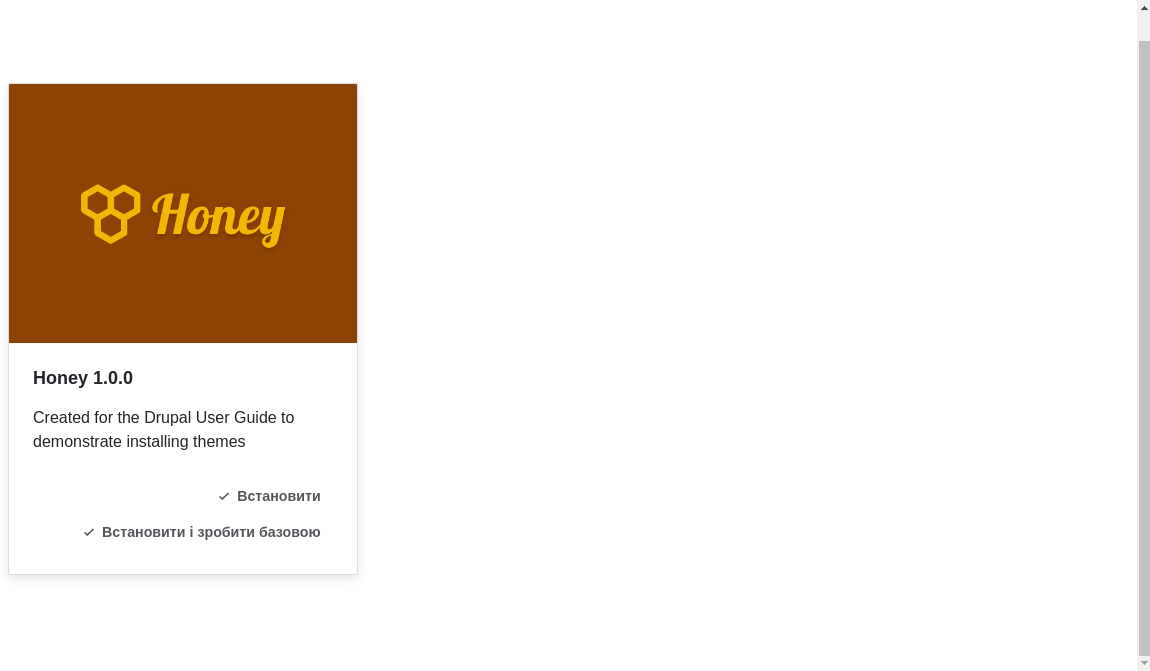 Honey
Honey 1.0.0
Created for the Drupal User Guide to
demonstrate installing themes
Встановити
Встановити і зробити базовою